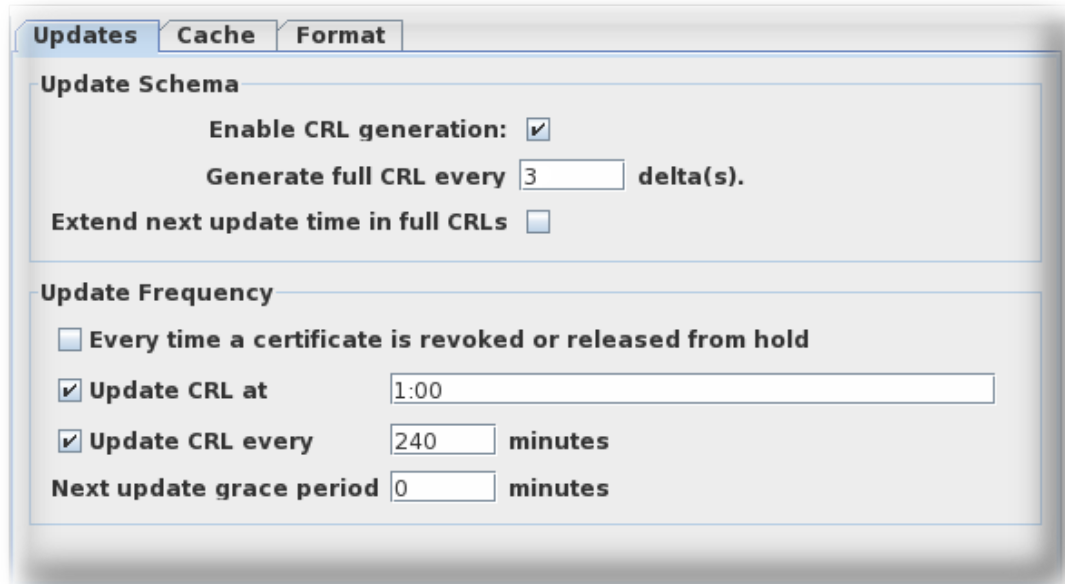 Updates Cache Format
Update Schema
Enable CRL generation:
Generate full CRL every 3 delta(s).
Extend next update time in full CRLs
Update Frequency
Every time a certificate is revoked or released from hold
Update CRL at 1:00
Update CRL every 240 minutes
Next update grace period 0 minutes